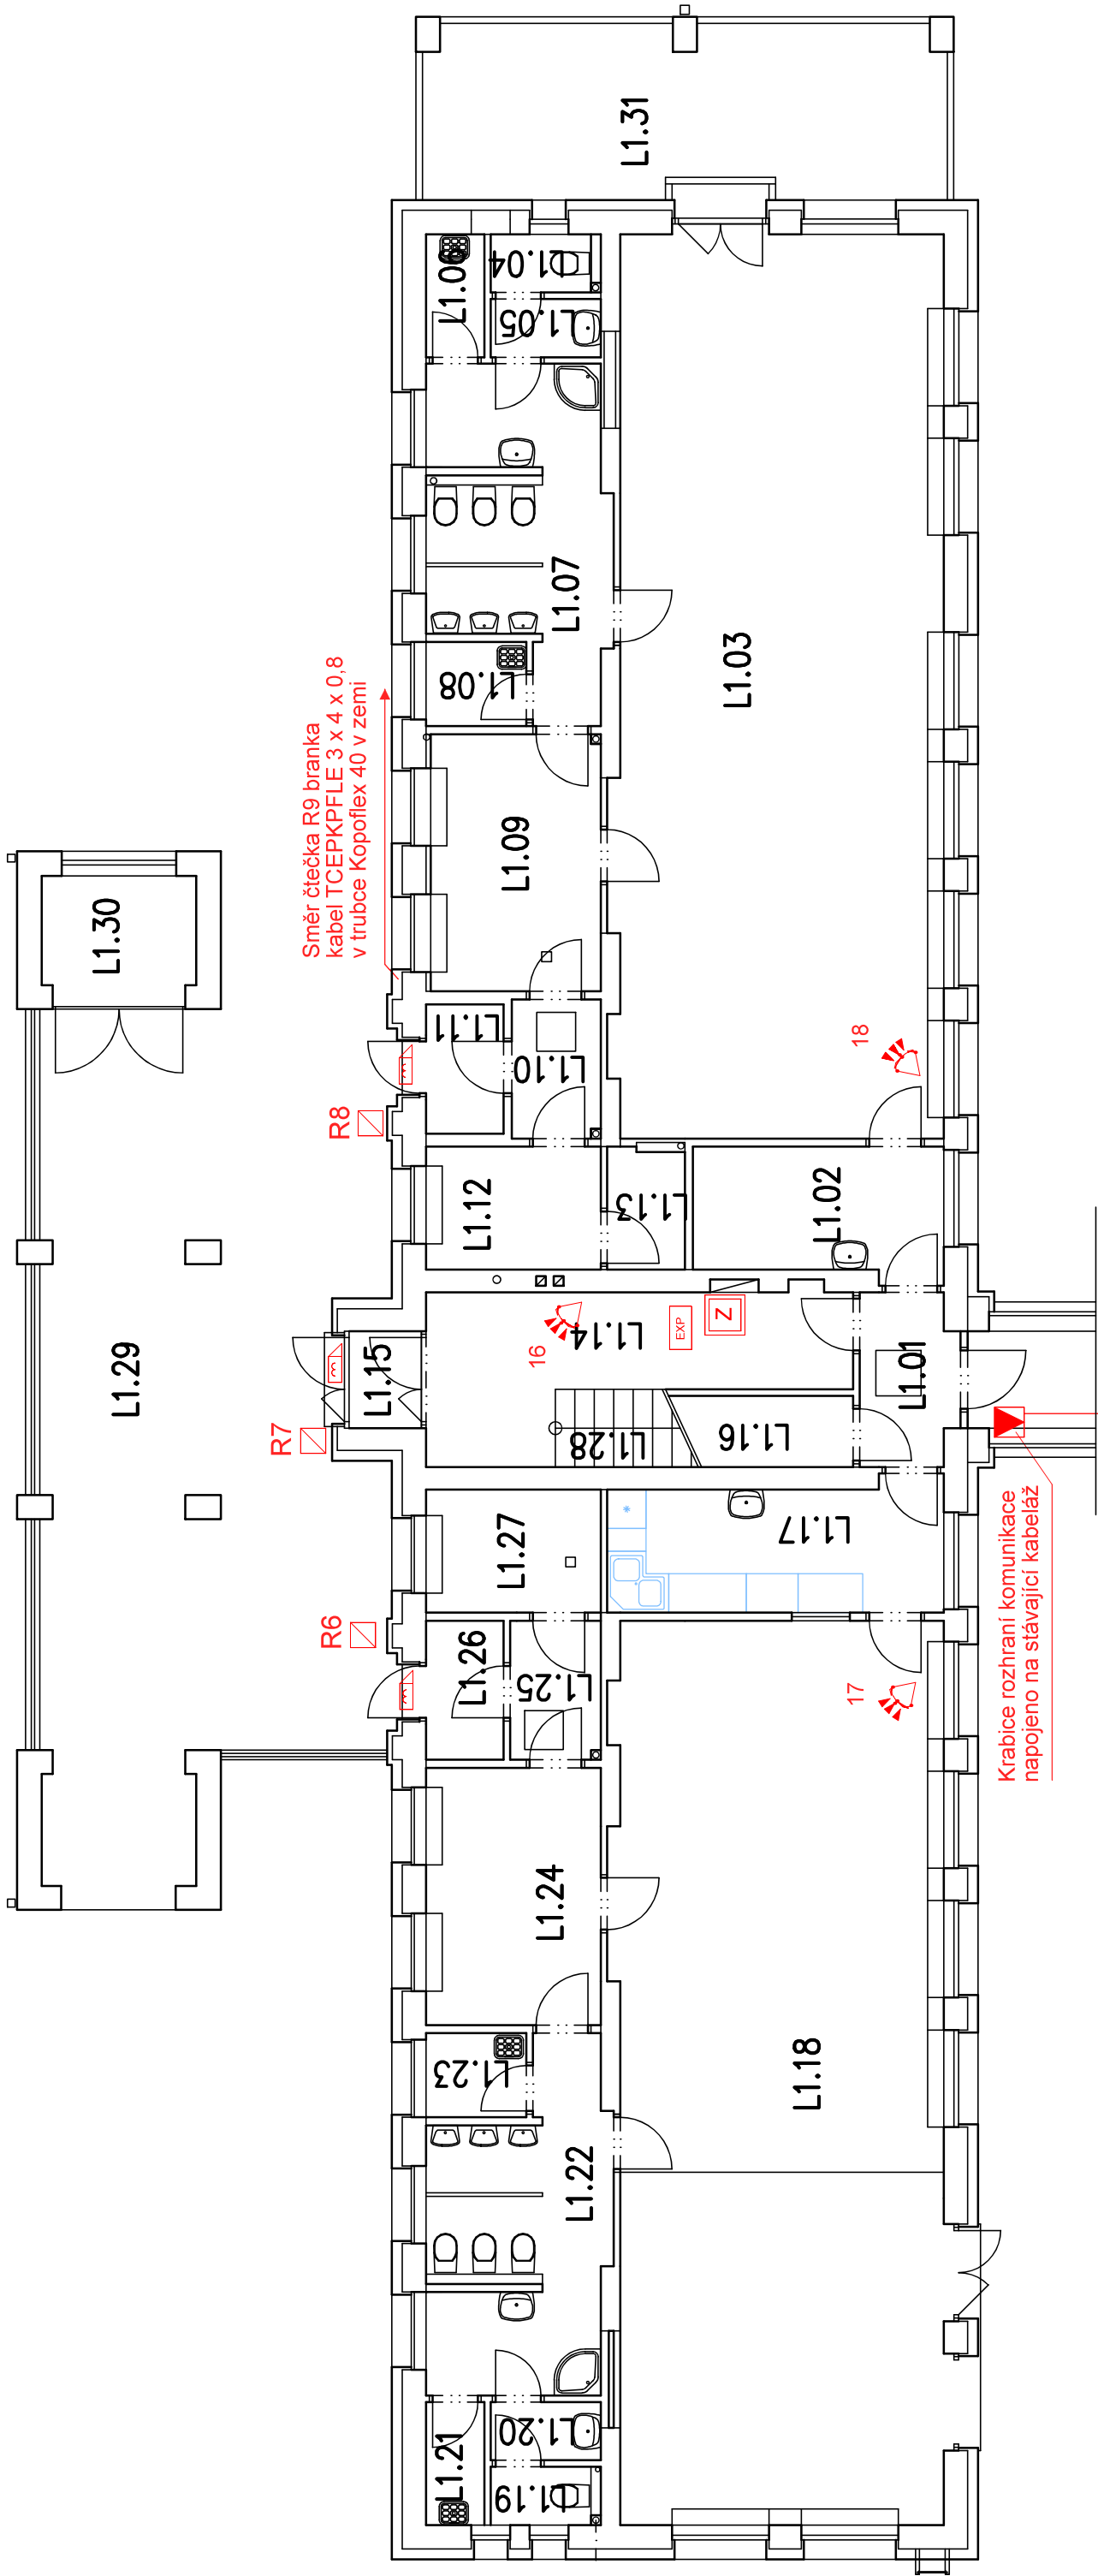 L1.31
L1.06
L1.04
L1.05
L1.07
L1.08
L1.03
Směr čtečka R9 branka
kabel TCEPKPFLE 3 x 4 x 0,8
v trubce Kopoflex 40 v zemi
L1.09
L1.30
L1.11
L1.10
18
R8
L1.12
L1.13
L1.02
L1.29
L1.15
16
L1.14
EXP
Z
L1.01
R7
L1.28
L1.16
L1.27
L1.17
Krabice rozhraní komunikace
napojeno na stávající kabeláž
R6
L1.26
L1.25
17
L1.24
L1.18
L1.23
L1.22
L1.21
L1.20
L1.19